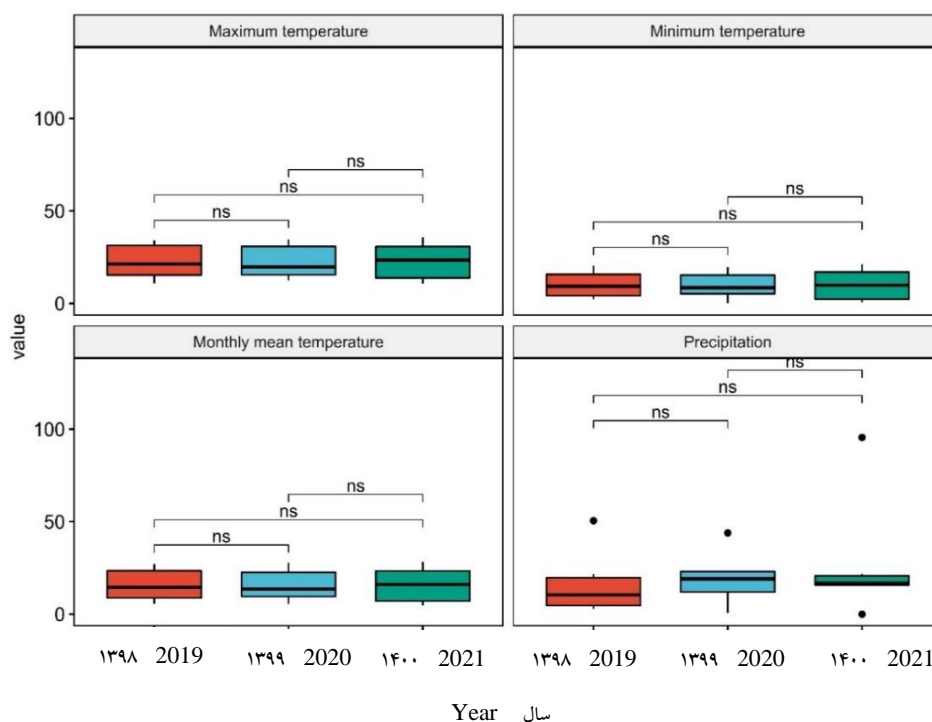 Maximum temperature
Minimum temperature
100
50
0
ns
ns
ns
ns
ns
ns
value
Monthly mean temperature
Precipitation
100
50
0
ns
ns
ns
ns
ns
ns
۱۳۹۸ 2019
۱۳۹۹ 2020
۱۴۰۰ 2021
۱۳۹۸ 2019
۱۳۹۹ 2020
۱۴۰۰ 2021
Year سال